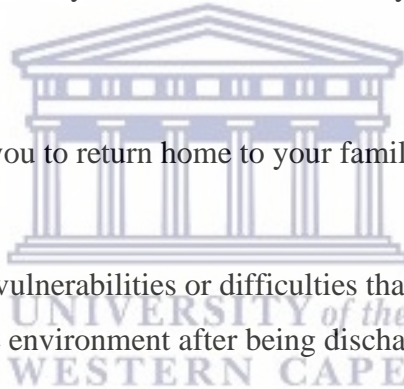 you to return home to your famil
vulnerabilities or difficulties tha
UNIVERSITY of the
environment after being discha
WESTERN CAPE